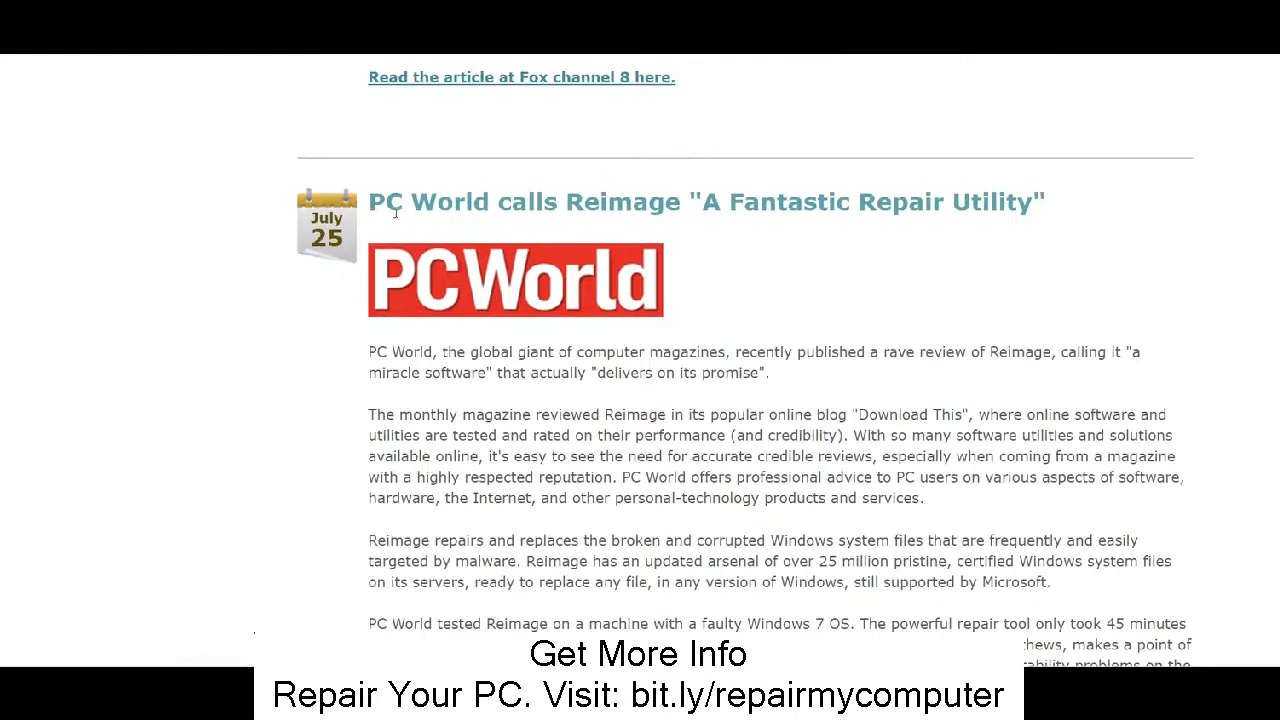 Read the article at Fox channel 8 here.
PC World calls Reimage "A Fantastic Repair Utility"
July
25
PCWorld
PC World, the global giant of computer magazines, recently published a rave review of Reimage, calling it "a
miracle software" that actually "delivers on its promise".
The monthly magazine reviewed Reimage in its popular online blog "Download This", where online software and
utilities are tested and rated on their performance (and credibility). With so many software utilities and solutions
available online, it's easy to see the need for accurate credible reviews, especially when coming from a magazine
with a highly respected reputation. PC World offers professional advice to PC users on various aspects of software,
hardware, the Internet, and other personal-technology products and services.
Reimage repairs and replaces the broken and corrupted Windows system files that are frequently and easily
targeted by malware. Reimage has an updated arsenal of over 25 million pristine, certified Windows system files
on its servers, ready to replace any file, in any version of Windows, still supported by Microsoft.
PC World tested Reimage on a machine with a faulty Windows 7 OS. The powerful repair tool only took 45 minutes
thews, makes a point of
problems on the
Get More Info
Repair Your PC. Visit: bit.ly/repairmycomputer